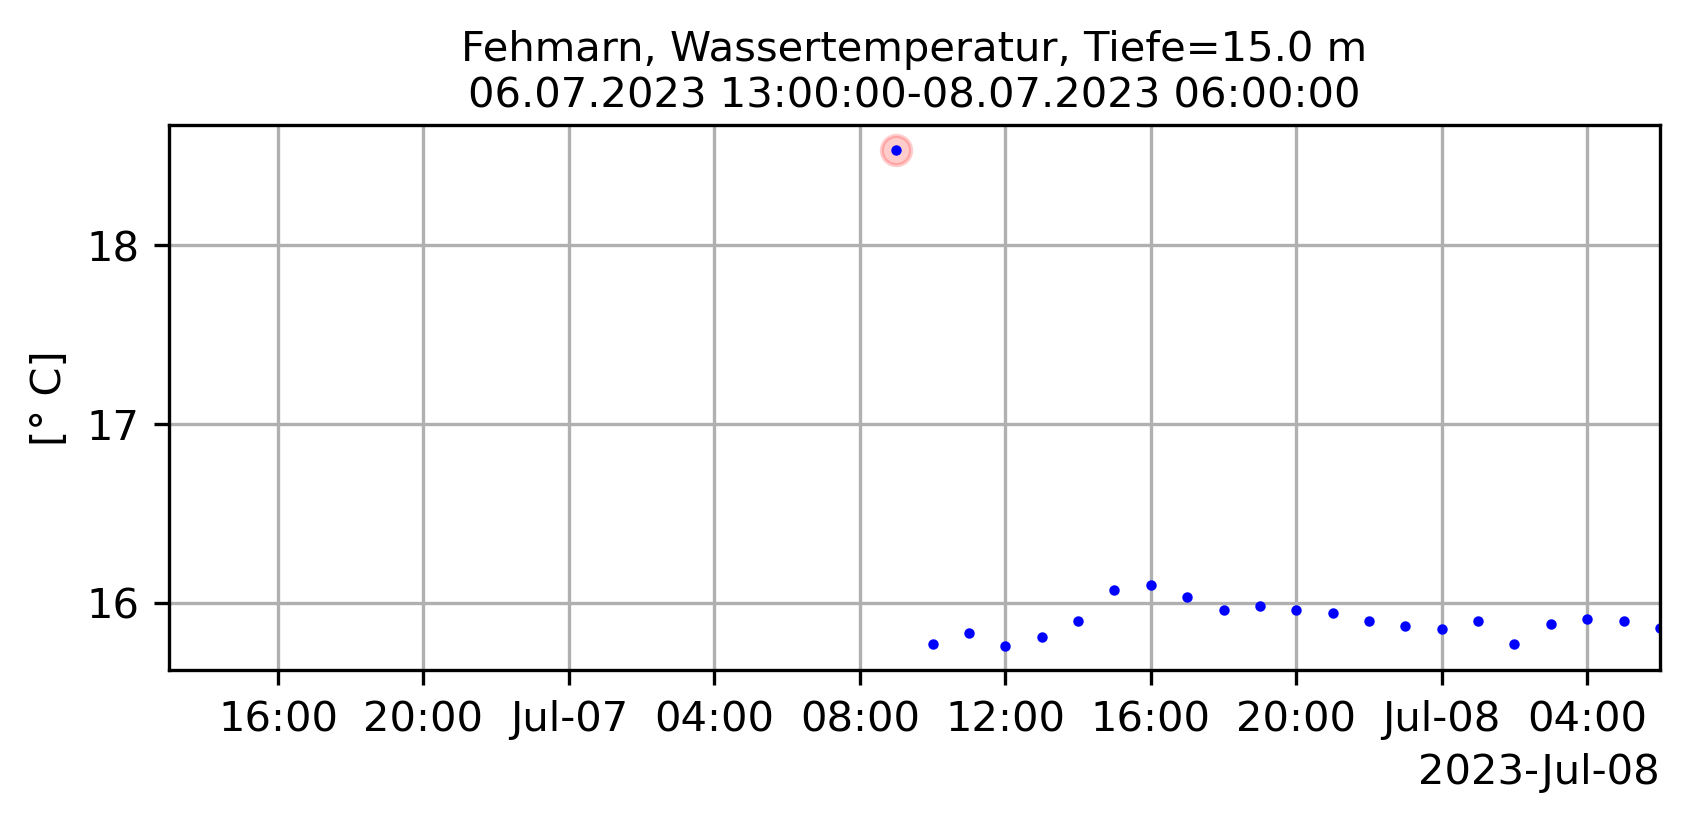 Fehmarn, Wassertemperatur, Tiefe=15.0 m
06.07.2023 13:00:00-08.07.2023 06:00:00
[° C]
18
17
16
16:00 20:00 Jul-07 04:00 08:00 12:00 16:00 20:00 Jul-08 04:00
2023-Jul-08